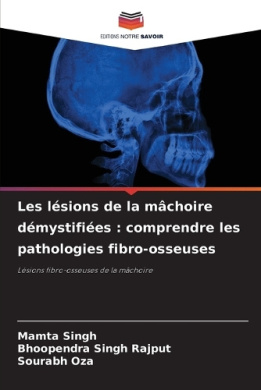 EDITIONS NOTRE SAVOIR
Les lésions de la mâchoire
démystifiées : comprendre les
pathologies fibro-osseuses
Lésions fibro-osseuses de la mâchoire
Mamta Singh
Bhoopendra Singh Rajput
Sourabh Oza